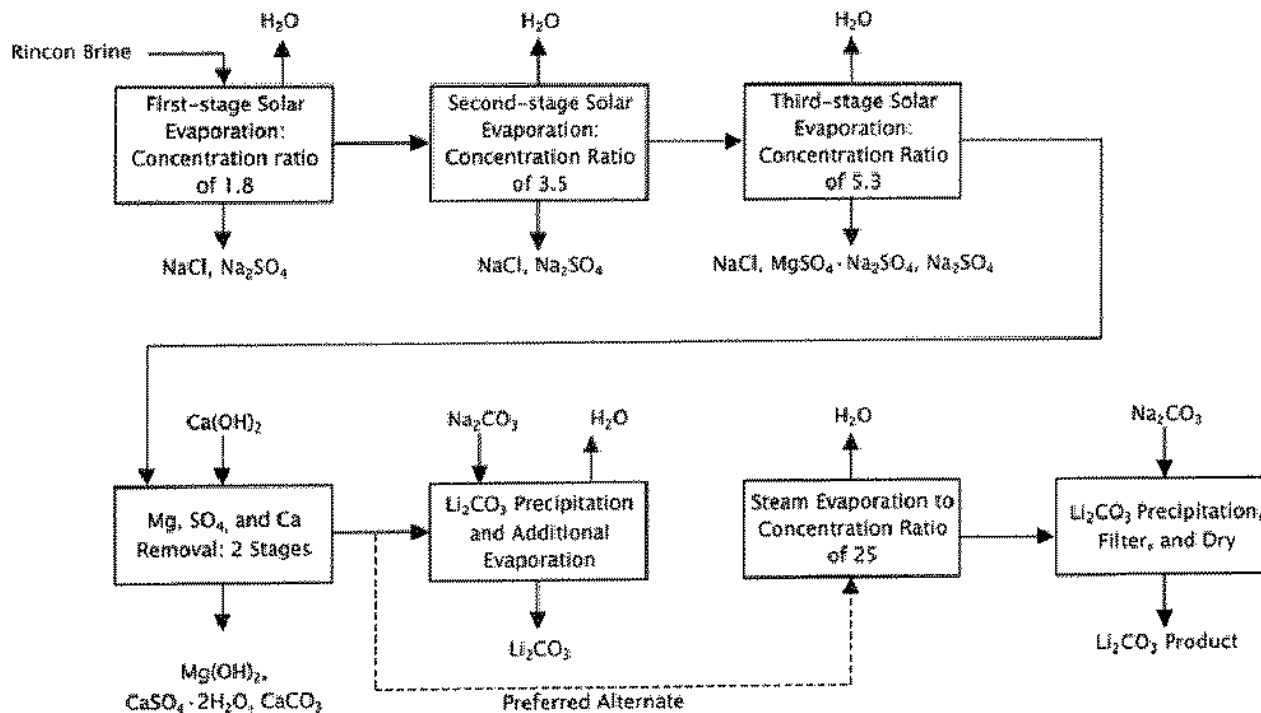 H₂O
H₂O
H₂O
Rincon Brine
First-stage Solar
Evaporation:
Concentration ratio
of 1.8
Second-stage Solar
Evaporation:
Concentration Ratio
of 3.5
Third-stage Solar
Evaporation:
Concentration Ratio
of 5.3
NaCl, Na₂SO₄
NaCl, Na₂SO₄
NaCl, MgSO₄·Na₂SO₄, Na₂SO₄
Ca(OH)₂
Na₂CO₃
H₂O
H₂O
Na₂CO₃
Mg, SO₄, and Ca
Removal: 2 Stages
Li₂CO₃ Precipitation
and Additional
Evaporation
Steam Evaporation to
Concentration Ratio
of 25
Li₂CO₃ Precipitation,
Filter, and Dry
Mg(OH)₂,
CaSO₄·2H₂O, CaCO₃
Li₂CO₃
Li₂CO₃ Product
Preferred Alternate